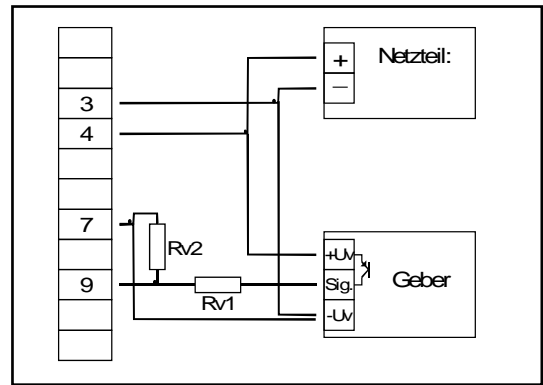 3
4
7
9
Rv2
Rv1
+
−
Netzteil:
+Uv
Sig.
-Uv
Geber